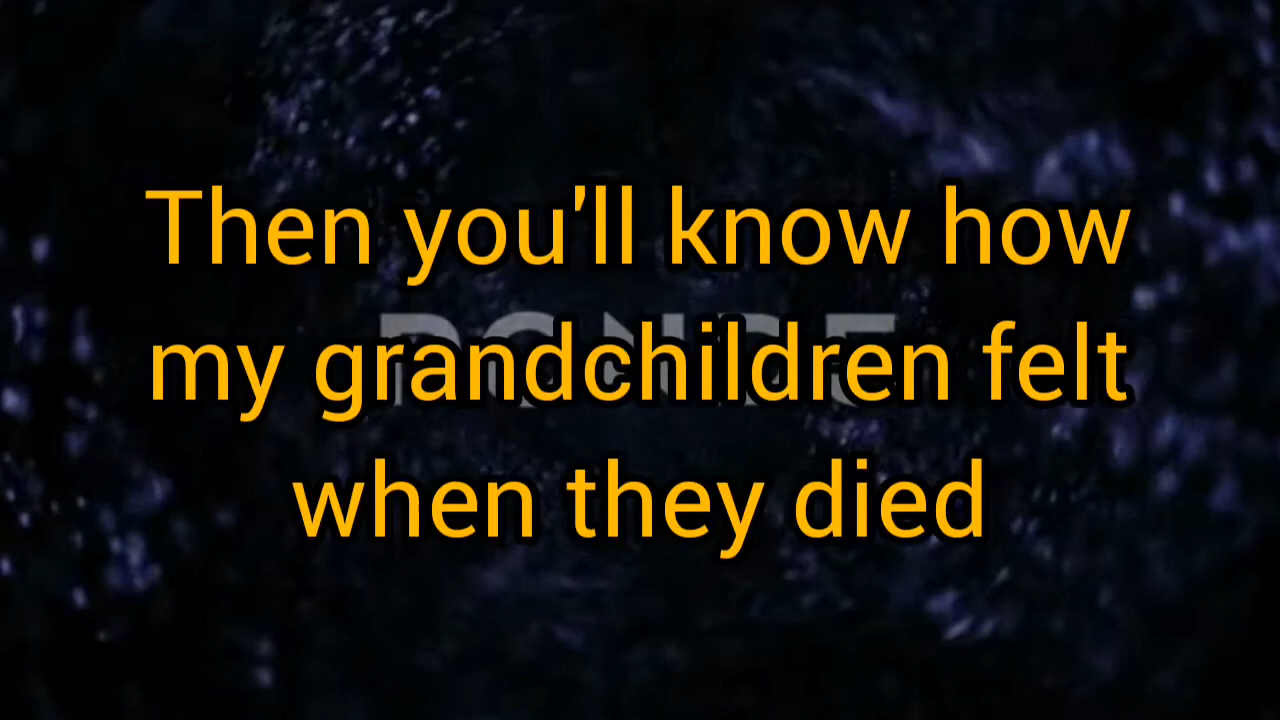 Then you'll know how
my grandchildren felt
when they died